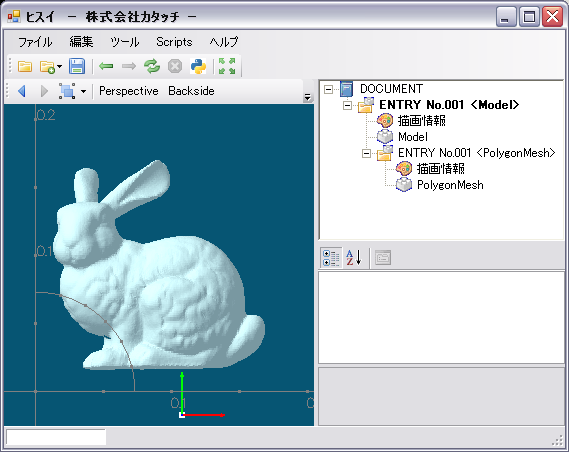 ヒスイ － 株式会社カタッチ －
ファイル 編集 ツール Scripts ヘルプ
Perspective Backside
0.2
0.1
0.1
0
DOCUMENT
ENTRY No.001 <Model>
描画情報
Model
ENTRY No.001 <PolygonMesh>
描画情報
PolygonMesh
A
Z